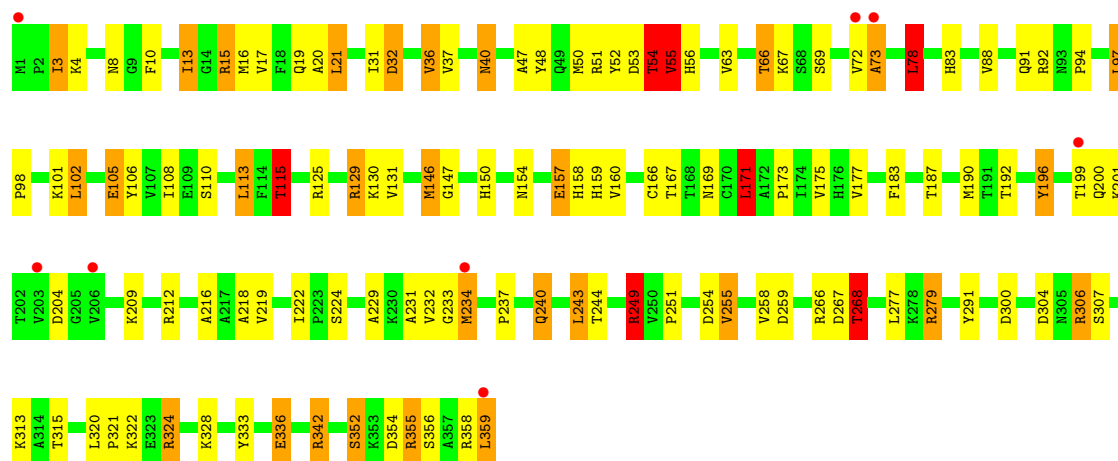 M1 P2 I3 K4 N8 G9 F10 I13 G14 R15 M16 V17 F18 Q19 A20 L21 I31 D32 V36 V37 N40 A47 Y48 Q49 M50 R51 Y52 D53 T54 V55 H56 V63 T66 K67 S68 S69 V72 A73 L78 H83 V88 Q91 R92 N93 P94 L97
P98 K101 L102 E105 Y106 V107 I108 E109 S110 L113 F114 T115 R125 R129 K130 V131 M146 G147 H150 N154 E157 H158 H159 V160 C166 T167 T168 N169 C170 L171 A172 P173 I174 V175 H176 V177 F183 T187 M190 T191 T192 Y196 T199 Q200 K201
T202 V203 D204 G205 V206 K209 R212 A216 A217 A218 V219 I222 P223 S224 A229 K230 A231 V232 G233 M234 P237 Q240 L243 T244 R249 V250 P251 D254 V255 V258 D259 R266 D267 T268 L277 K278 R279 Y291 D300 D304 N305 R306 S307
K313 A314 T315 L320 P321 K322 E323 R324 K328 Y333 E336 R342 S352 K353 D354 R355 S356 A357 R358 L359